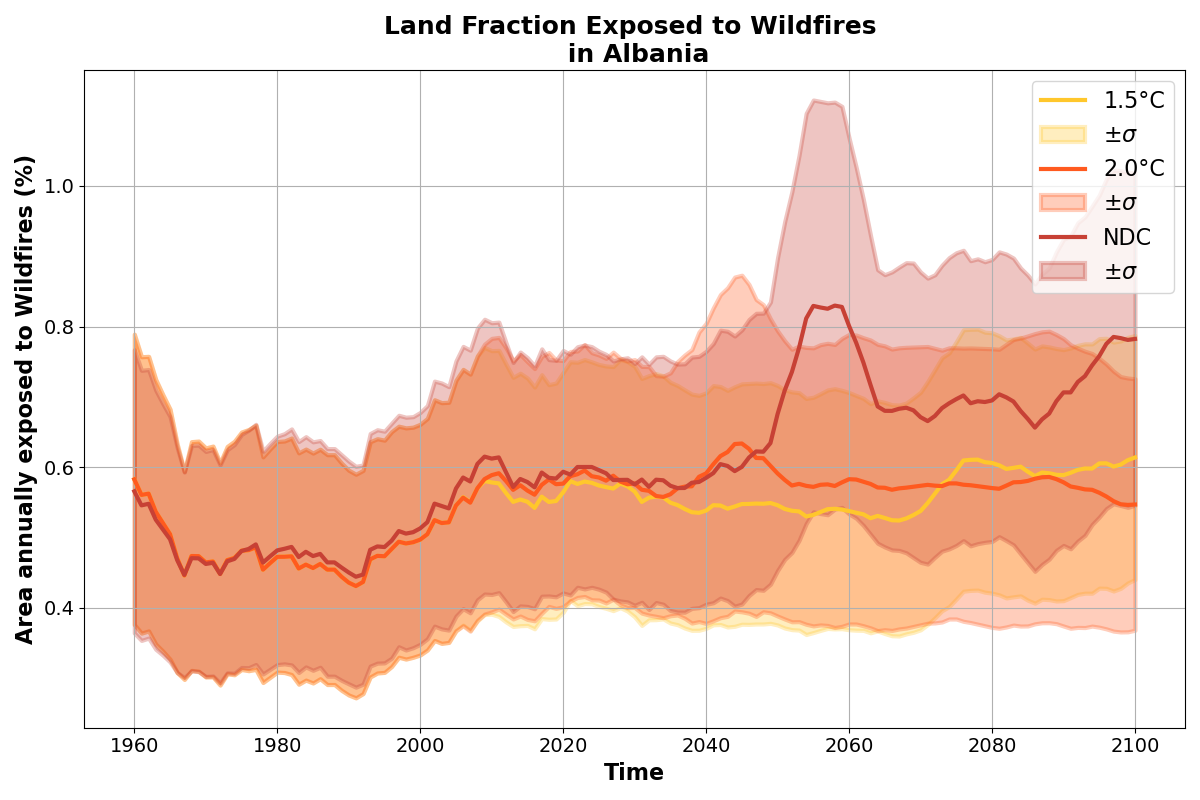 Land Fraction Exposed to Wildfires
in Albania
Area annually exposed to Wildfires (%)
1.0
0.8
0.6
0.4
1960
1980
2000
2020
2040
2060
2080
2100
Time
1.5°C
±σ
2.0°C
±σ
NDC
±σ